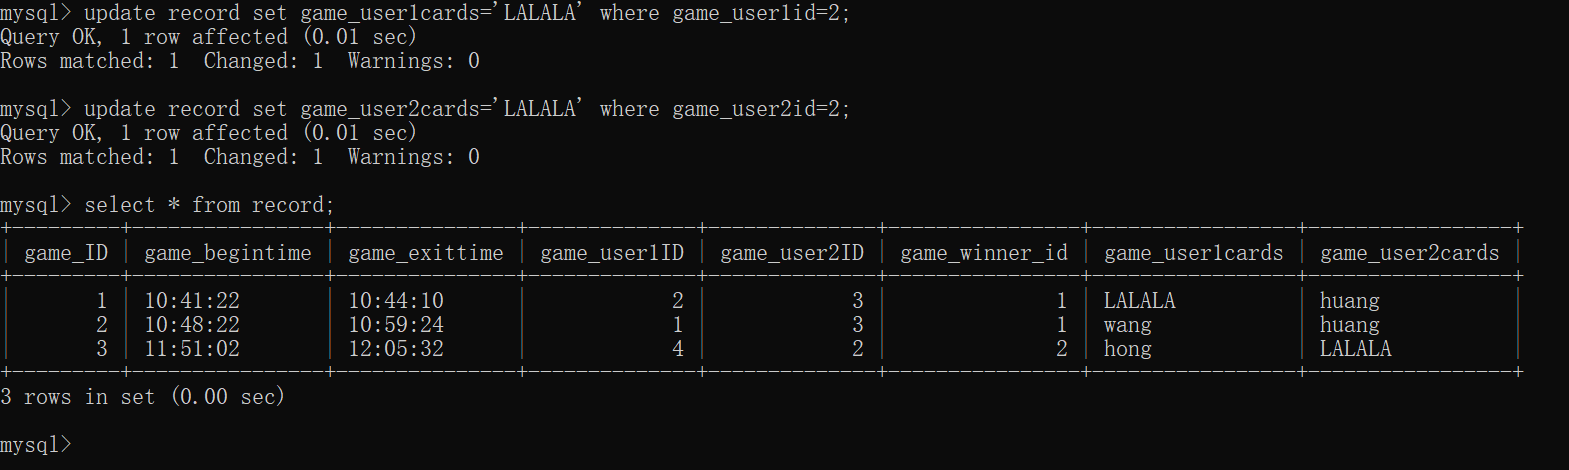 mysql> update record set game_user1cards='LALALA' where game_user1id=2;
Query OK, 1 row affected (0.01 sec)
Rows matched: 1  Changed: 1  Warnings: 0
mysql> update record set game_user2cards='LALALA' where game_user2id=2;
Query OK, 1 row affected (0.01 sec)
Rows matched: 1  Changed: 1  Warnings: 0
mysql> select * from record;
+---------+----------------+---------------+--------------+--------------+----------------+-----------------+-----------------+
| game_ID | game_begintime | game_exittime | game_user1ID | game_user2ID | game_winner_id | game_user1cards | game_user2cards |
+---------+----------------+---------------+--------------+--------------+----------------+-----------------+-----------------+
|       1 | 10:41:22       | 10:44:10      |            2 |            3 |              1 | LALALA          | huang           |
|       2 | 10:48:22       | 10:59:24      |            1 |            3 |              1 | wang            | huang           |
|       3 | 11:51:02       | 12:05:32      |            4 |            2 |              2 | hong            | LALALA          |
+---------+----------------+---------------+--------------+--------------+----------------+-----------------+-----------------+
3 rows in set (0.00 sec)
mysql>